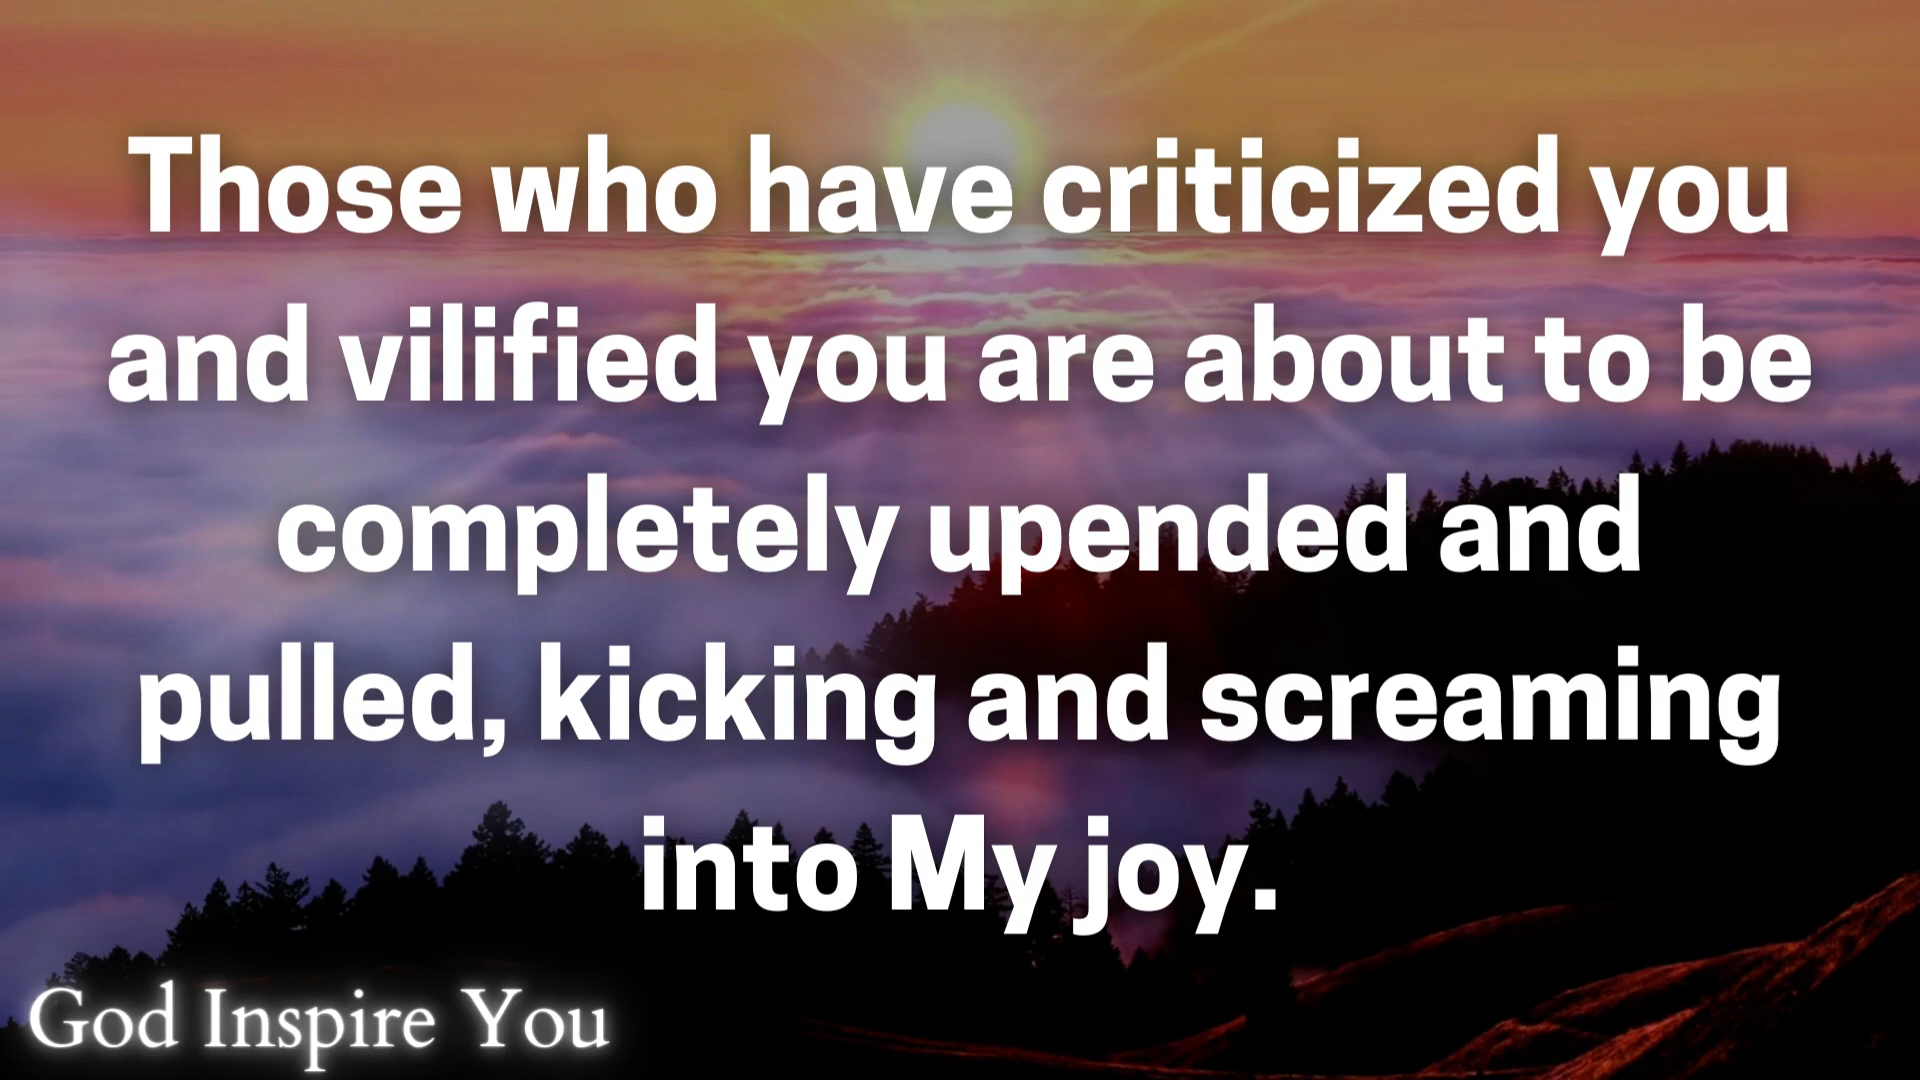 Those who have criticized you
and vilified you are about to be
completely upended and
pulled, kicking and screaming
into My joy.
God Inspire You